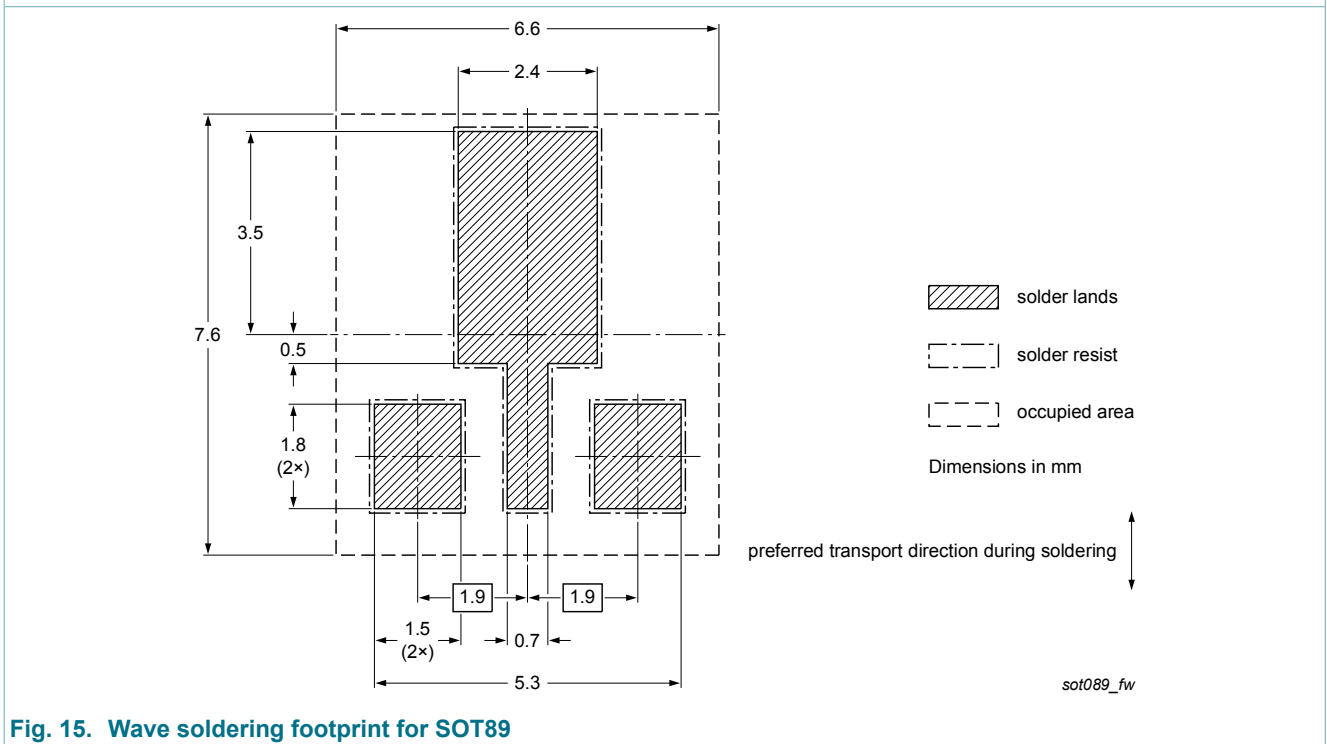 6.6
2.4
3.5
7.6
0.5
1.8
(2×)
solder lands
solder resist
occupied area
Dimensions in mm
preferred transport direction during soldering
1.9
1.9
1.5
(2×)
0.7
5.3
sot089_fw
Fig. 15. Wave soldering footprint for SOT89